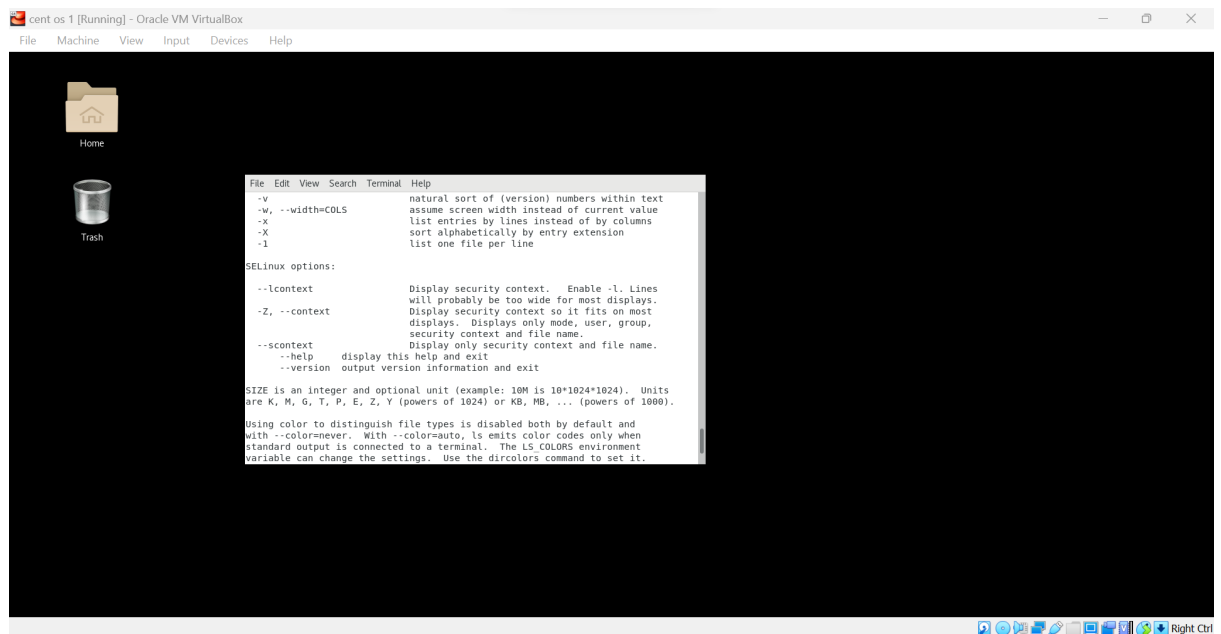 cent os 1 [Running] - Oracle VM VirtualBox
File Machine View Input Devices Help
Home
Trash
File Edit View Search Terminal Help
-v natural sort of (version) numbers within text
-w, --width=COLS assume screen width instead of current value
-x list entries by lines instead of by columns
-X sort alphabetically by entry extension
-1 list one file per line
SELinux options:
--lcontext Display security context. Enable -l. Lines
will probably be too wide for most displays.
-Z, --context Display security context so it fits on most
displays. Displays only mode, user, group,
security context and file name.
--scontext Display only security context and file name.
--help display this help and exit
--version output version information and exit
SIZE is an integer and optional unit (example: 10M is 10*1024*1024). Units
are K, M, G, T, P, E, Z, Y (powers of 1024) or KB, MB, ... (powers of 1000).
Using color to distinguish file types is disabled both by default and
with --color=never. With --color=auto, ls emits color codes only when
standard output is connected to a terminal. The LS_COLORS environment
variable can change the settings. Use the dircolors command to set it.
Right Ctrl